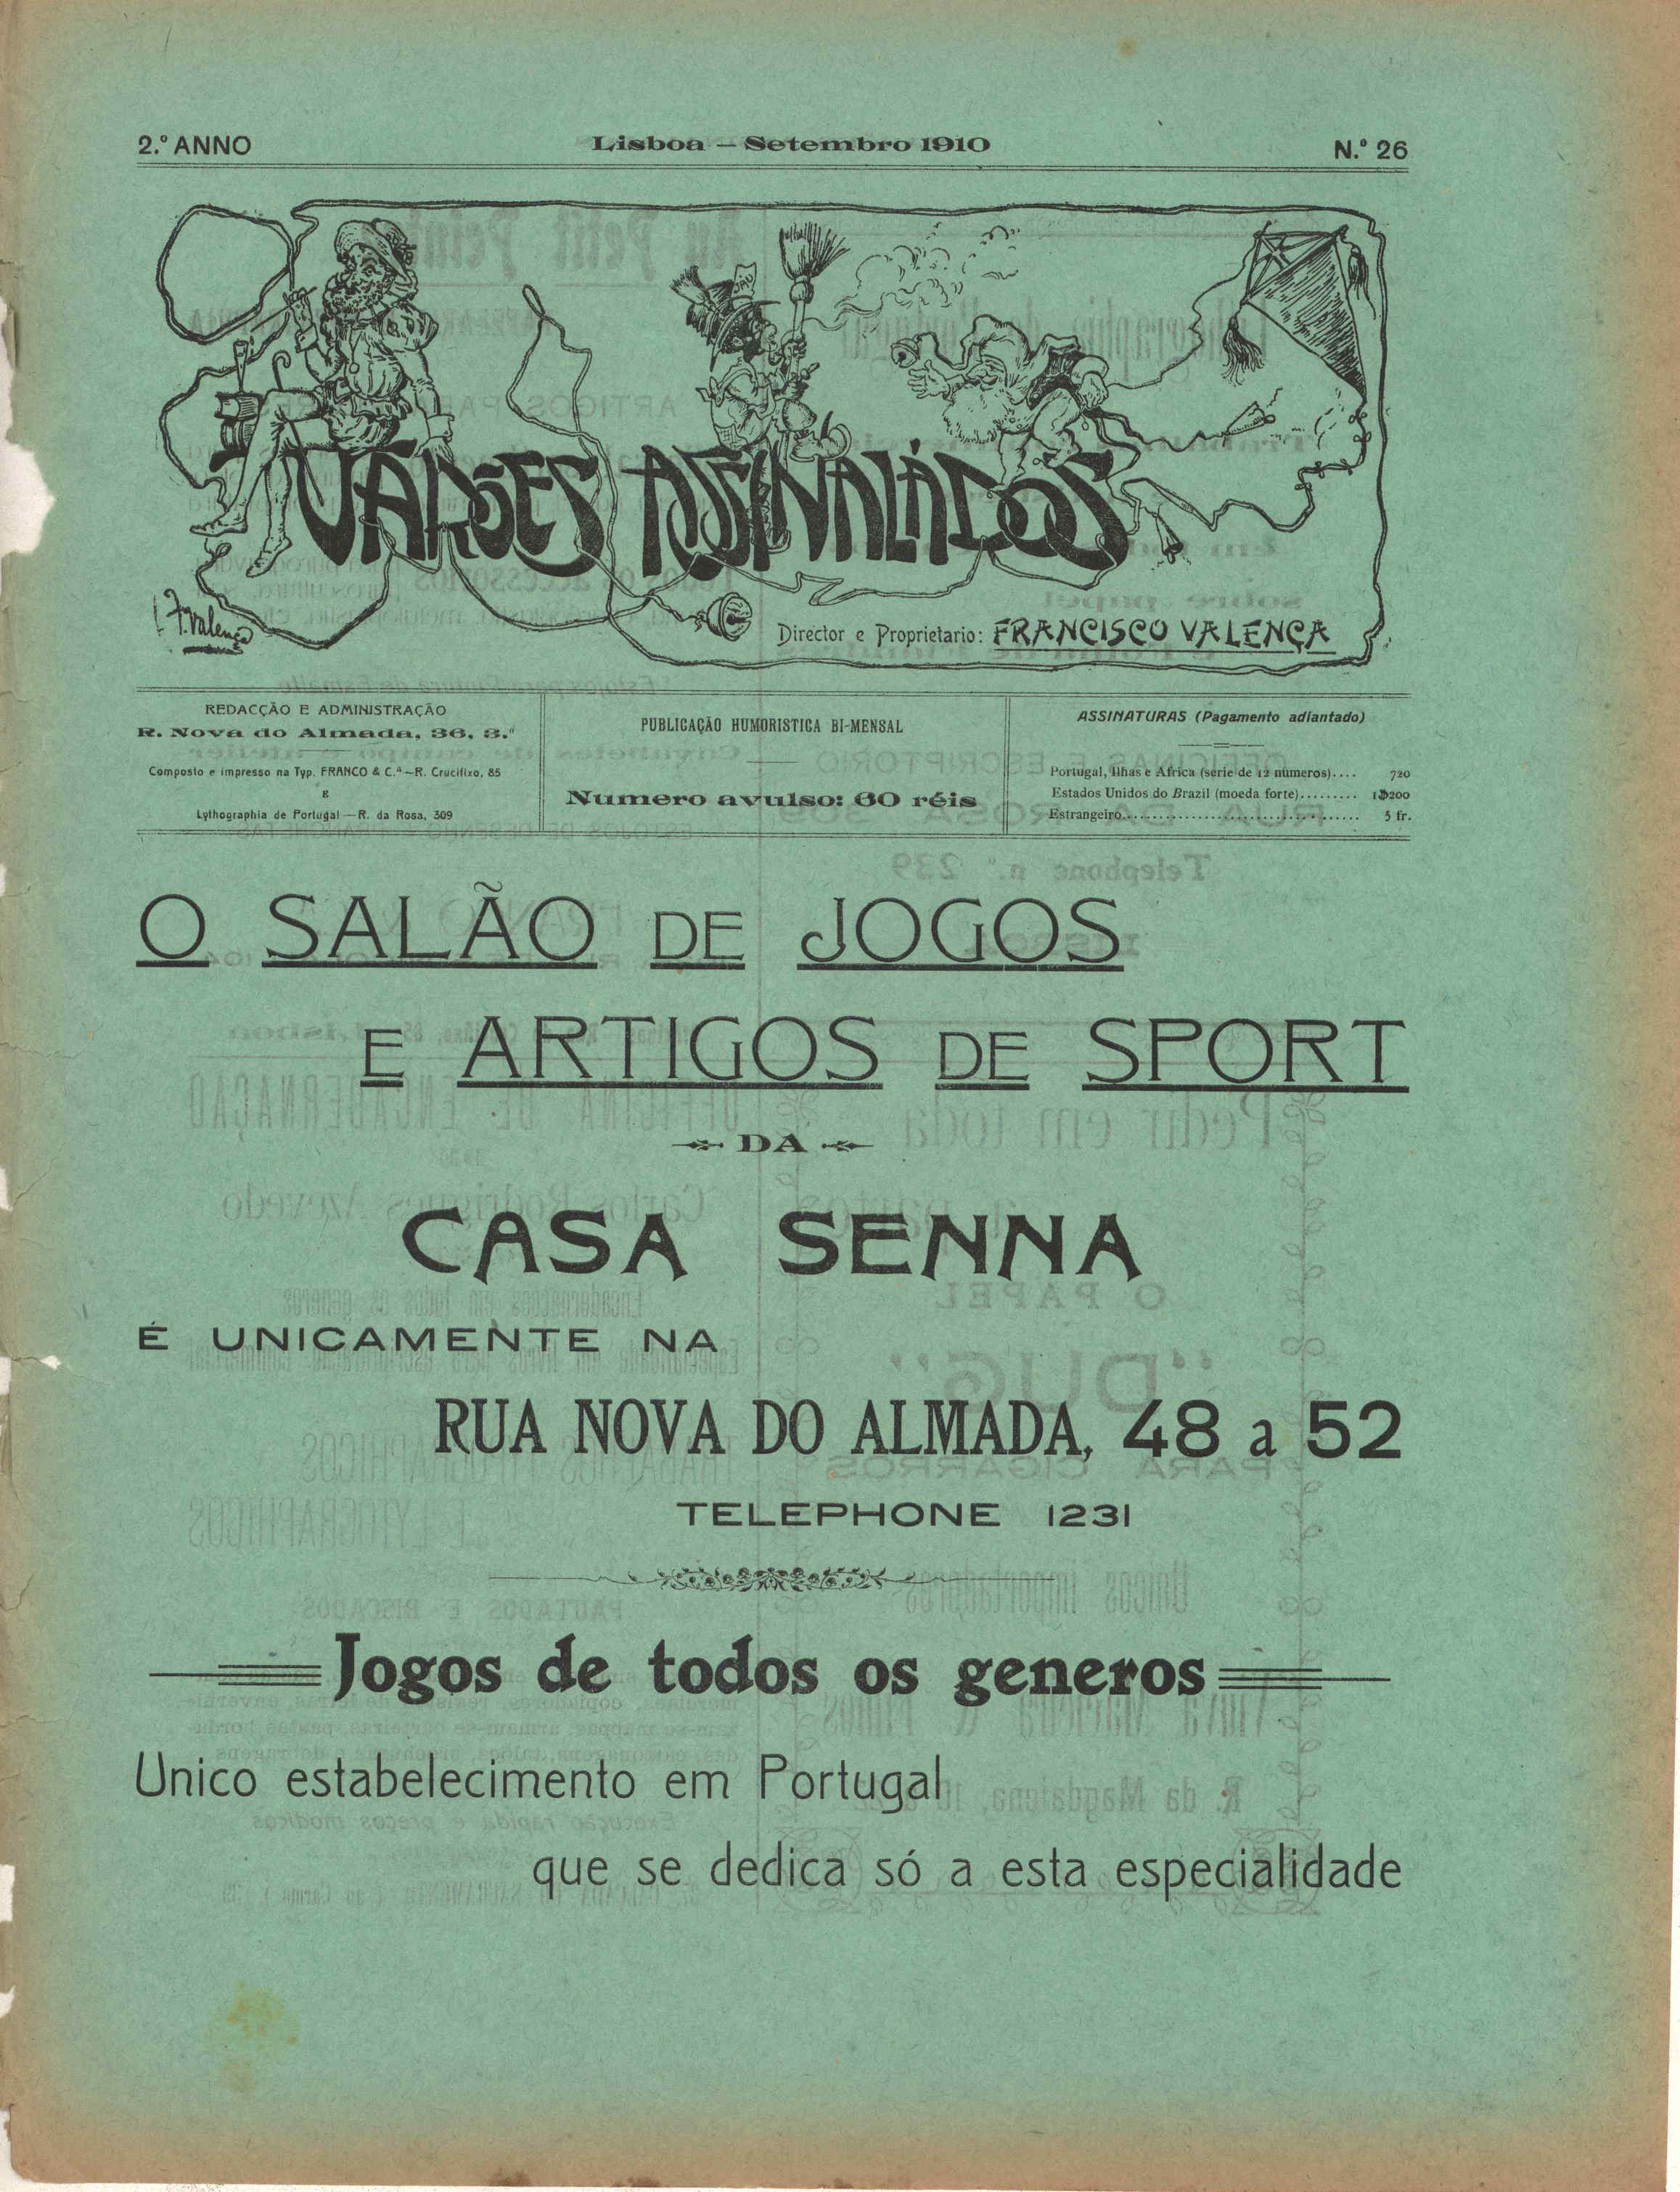 2.º ANNO
Lisboa — Setembro 1910
N.º 26
VARÕES ASSINALÁDOS
F. Valença
Director e Proprietario: FRANCISCO VALENÇA
REDACÇÃO E ADMINISTRAÇÃO
R. Nova do Almada, 36, 3.º
Composto e impresso na Typ. FRANCO & C.ª—R. Crucifixo, 85
E
Lythographia de Portugal—R. da Rosa, 309
PUBLICAÇÃO HUMORISTICA BI-MENSAL
Numero avulso: 60 réis
ASSINATURAS (Pagamento adiantado)
Portugal, Ilhas e Africa (serie de 12 numeros).... 720
Estados Unidos do Brazil (moeda forte)......... 1$200
Estrangeiro........................................ 5 fr.
O SALÃO DE JOGOS
E ARTIGOS DE SPORT
DA
CASA SENNA
É UNICAMENTE NA
RUA NOVA DO ALMADA, 48 a 52
TELEPHONE 1231
Jogos de todos os generos
Unico estabelecimento em Portugal
que se dedica só a esta especialidade